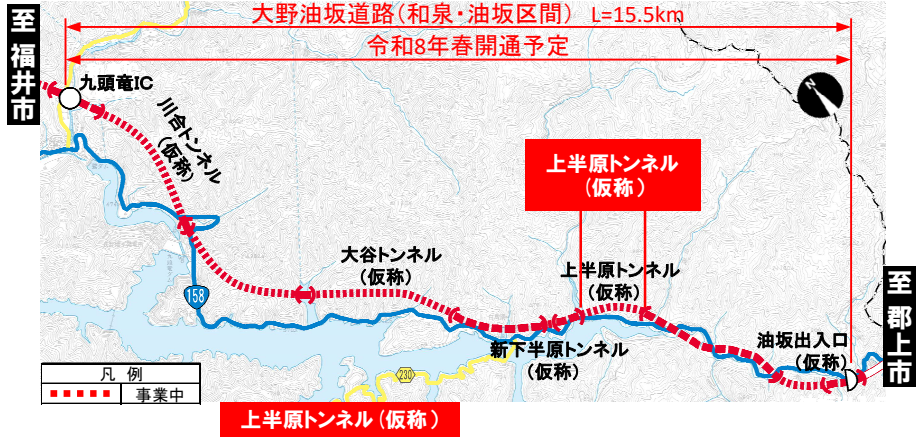 大野油坂道路(和泉・油坂区間) L=15.5km
令和8年春開通予定
至 福井市
九頭竜IC
川合トンネル
(仮称)
上半原トンネル
(仮称)
大谷トンネル
(仮称)
上半原トンネル
(仮称)
158
新下半原トンネル
(仮称)
油坂出入口
(仮称)
至 郡上市
230
凡 例
事業中
上半原トンネル(仮称)